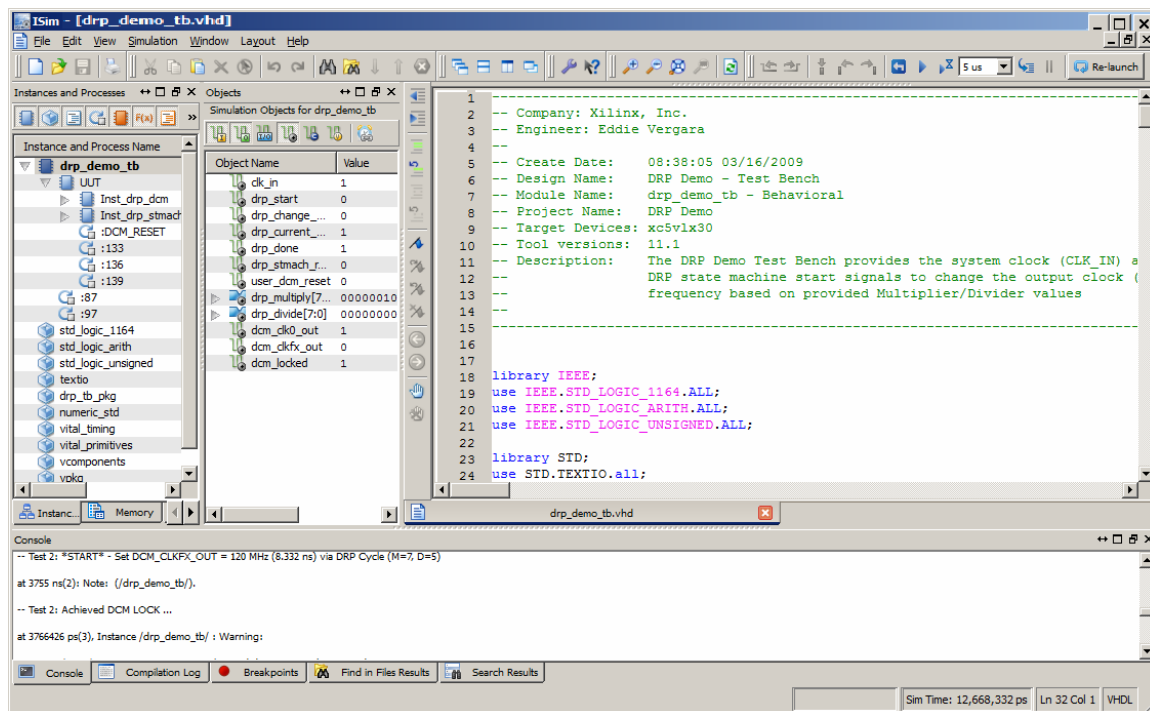 ISim - [drp_demo_tb.vhd]
File Edit View Simulation Window Layout Help
5 us Re-launch
Instances and Processes
F(x)
Instance and Process Name
drp_demo_tb
UUT
Inst_drp_dcm
Inst_drp_stmach
:DCM_RESET
:133
:136
:139
:87
:97
std_logic_1164
std_logic_arith
std_logic_unsigned
textio
drp_tb_pkg
numeric_std
vital_timing
vital_primitives
vcomponents
vpkg
Instanc... Memory
Objects
Simulation Objects for drp_demo_tb
Object Name Value
clk_in 1
drp_start 0
drp_change_... 0
drp_current_... 1
drp_done 1
drp_stmach_r... 0
user_dcm_reset 0
drp_multiply[7... 00000010
drp_divide[7:0] 00000000
dcm_clk0_out 1
dcm_clkfx_out 0
dcm_locked 1
1 --------------------------------------------------------------------------------
2 -- Company: Xilinx, Inc.
3 -- Engineer: Eddie Vergara
4 --
5 -- Create Date: 08:38:05 03/16/2009
6 -- Design Name: DRP Demo - Test Bench
7 -- Module Name: drp_demo_tb - Behavioral
8 -- Project Name: DRP Demo
9 -- Target Devices: xc5vlx30
10 -- Tool versions: 11.1
11 -- Description: The DRP Demo Test Bench provides the system clock (CLK_IN) a
12 -- DRP state machine start signals to change the output clock (
13 -- frequency based on provided Multiplier/Divider values
14 --
15 --------------------------------------------------------------------------------
16
17
18 library IEEE;
19 use IEEE.STD_LOGIC_1164.ALL;
20 use IEEE.STD_LOGIC_ARITH.ALL;
21 use IEEE.STD_LOGIC_UNSIGNED.ALL;
22
23 library STD;
24 use STD.TEXTIO.all;
drp_demo_tb.vhd
Console
-- Test 2: *START* - Set DCM_CLKFX_OUT = 120 MHz (8.332 ns) via DRP Cycle (M=7, D=5)
at 3755 ns(2): Note: (/drp_demo_tb/).
-- Test 2: Achieved DCM LOCK ...
at 3766426 ps(3), Instance /drp_demo_tb/ : Warning:
Console Compilation Log Breakpoints Find in Files Results Search Results
Sim Time: 12,668,332 ps Ln 32 Col 1 VHDL